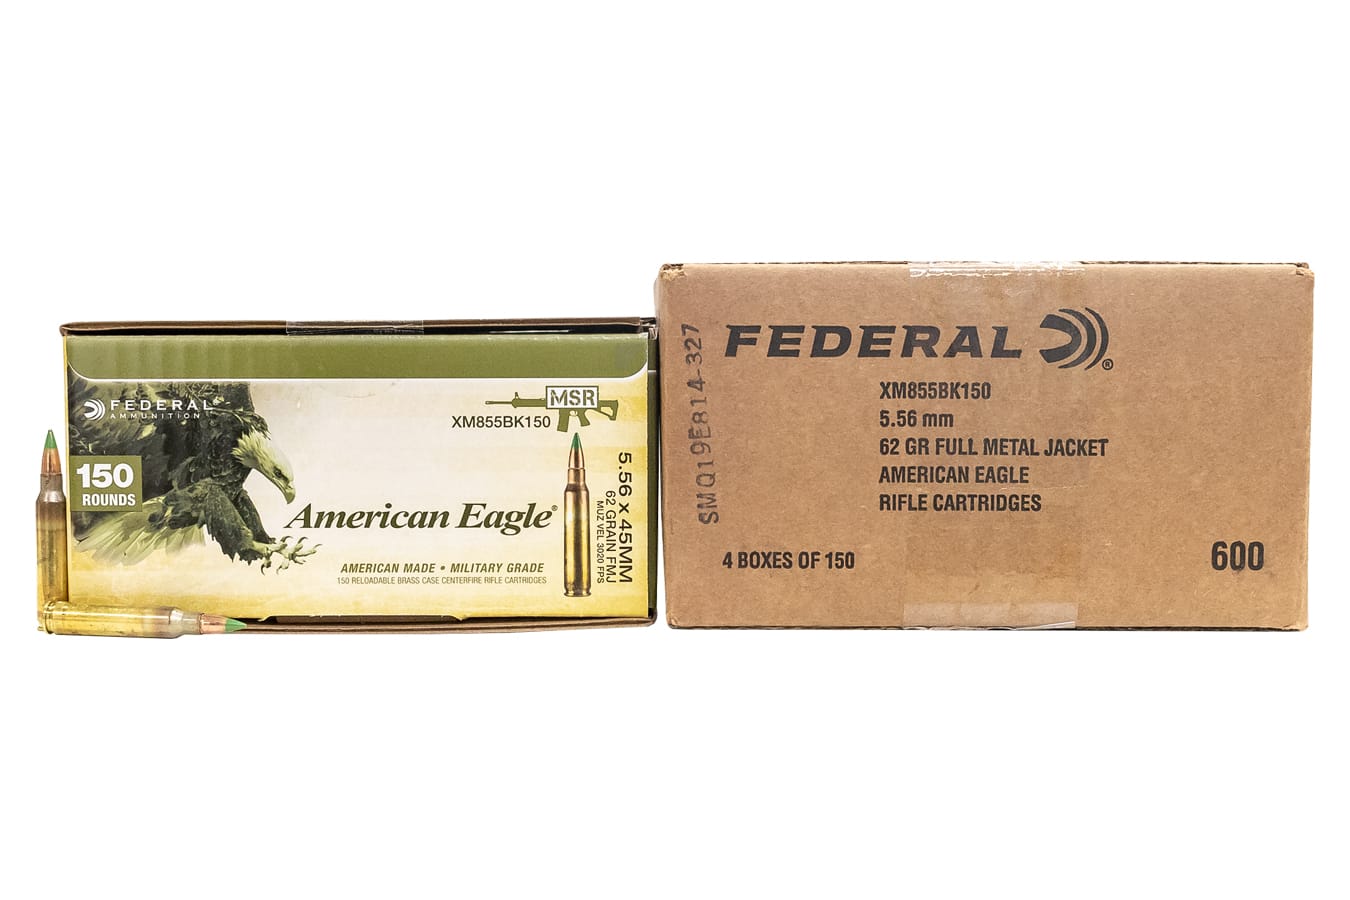 FEDERAL
AMMUNITION
150
ROUNDS
MSR
XM855BK150
American Eagle®
AMERICAN MADE • MILITARY GRADE
150 RELOADABLE BRASS CASE CENTERFIRE RIFLE CARTRIDGES
5.56 x 45MM
62 GRAIN FMJ
MUZ VEL 3020 FPS
SMQ19E814-327
FEDERAL ®
XM855BK150
5.56 mm
62 GR FULL METAL JACKET
AMERICAN EAGLE
RIFLE CARTRIDGES
4 BOXES OF 150
600